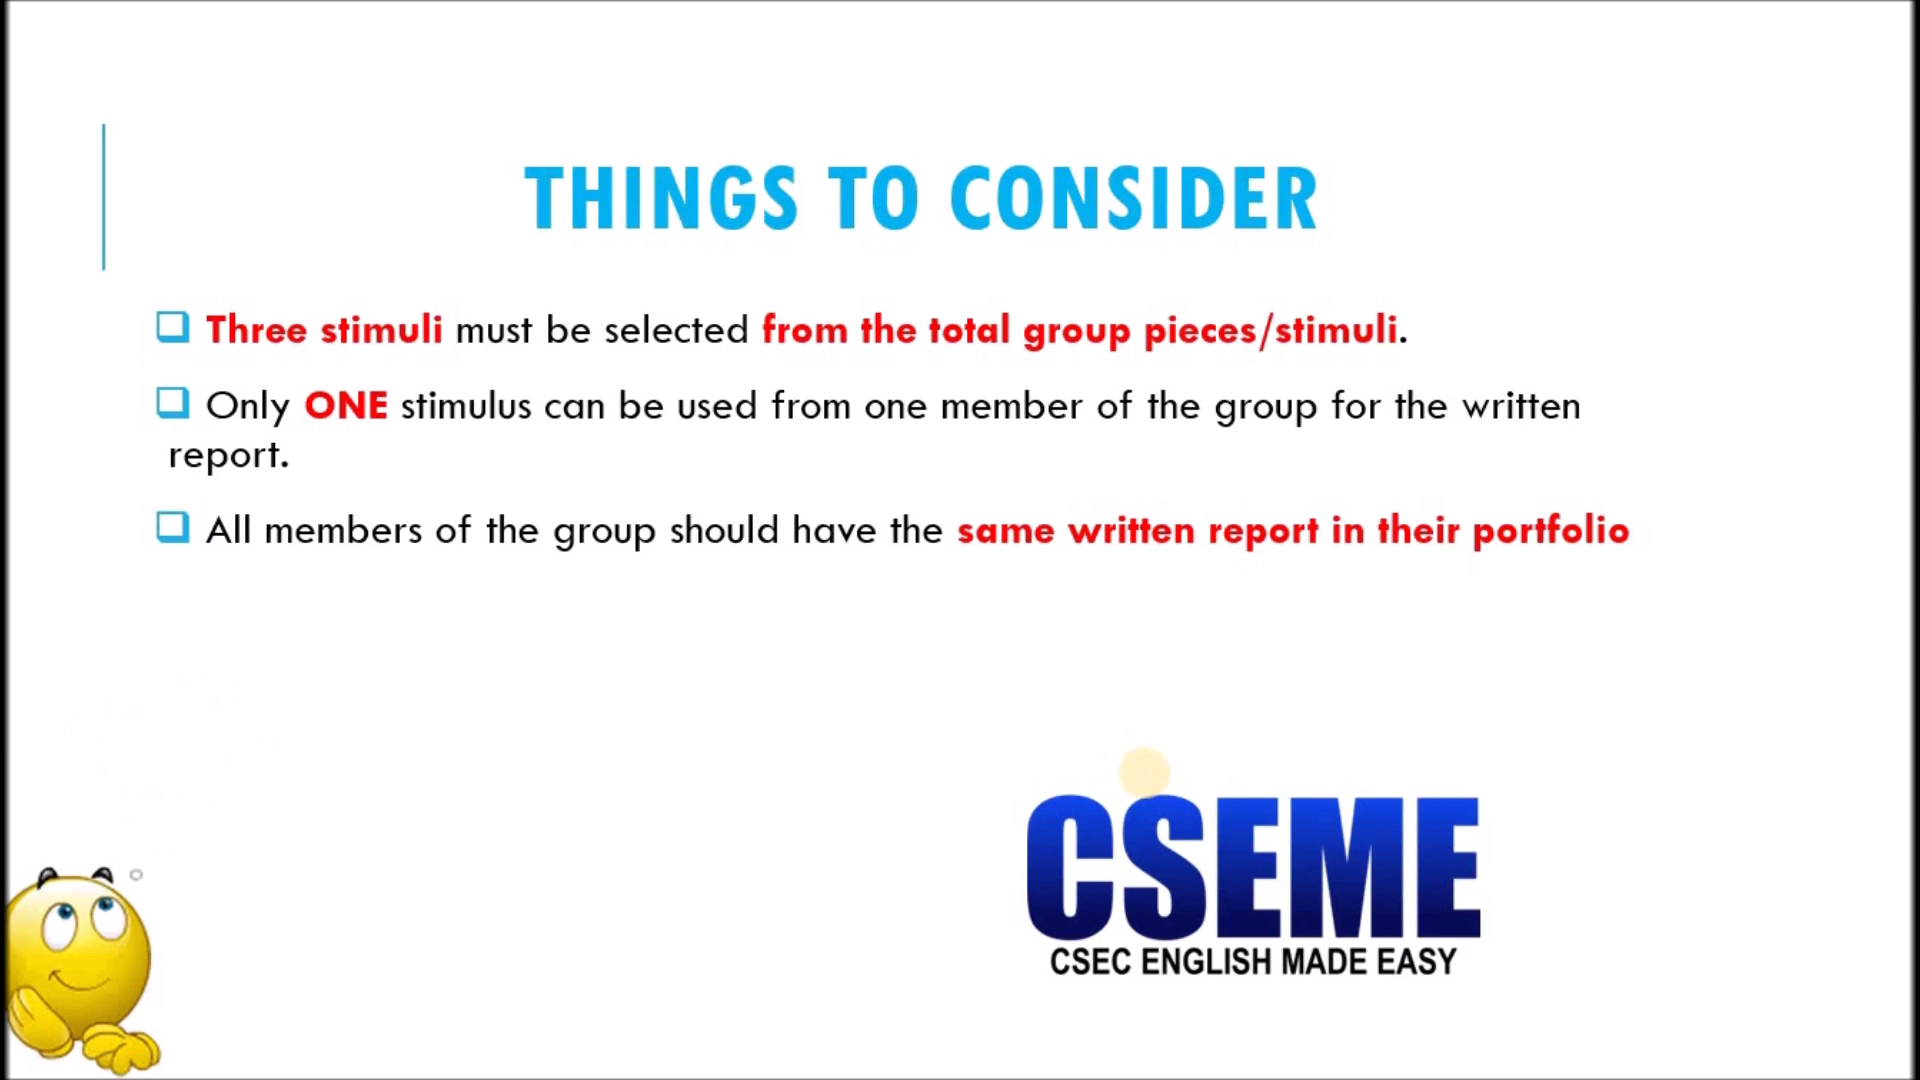 THINGS TO CONSIDER
Three stimuli must be selected from the total group pieces/stimuli.
Only ONE stimulus can be used from one member of the group for the written
report.
All members of the group should have the same written report in their portfolio
CSEME
CSEC ENGLISH MADE EASY